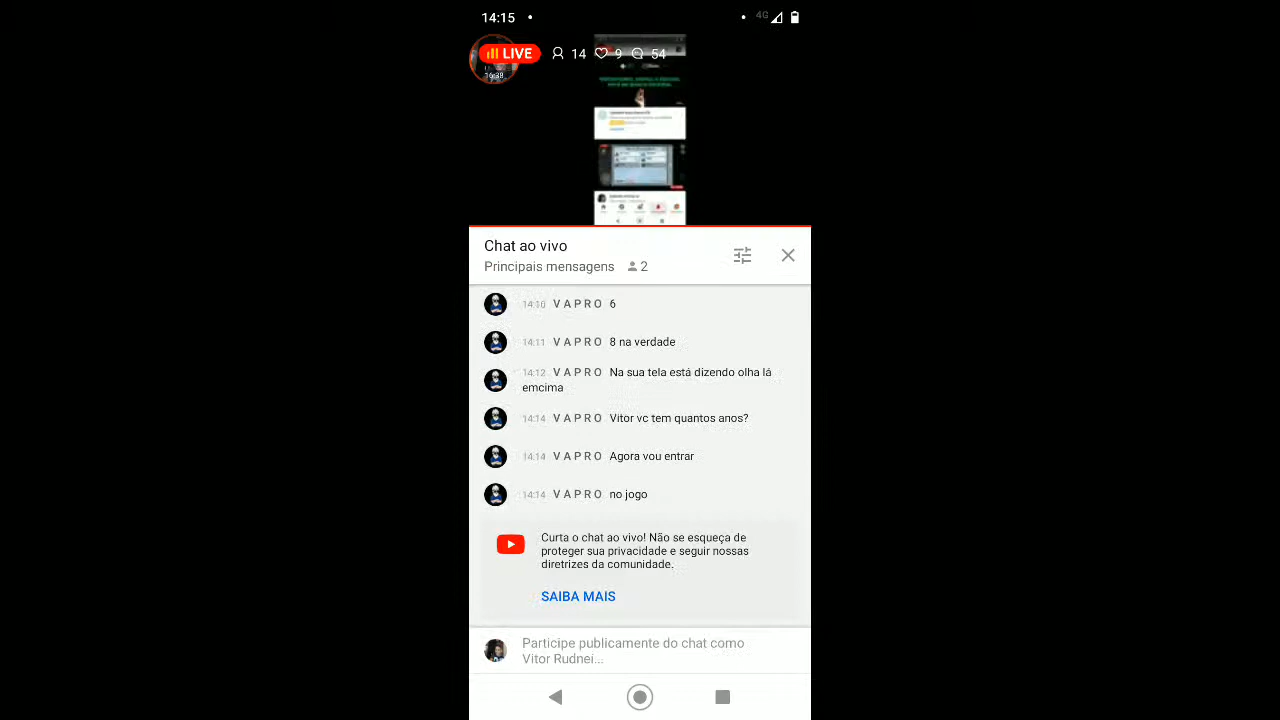 14:15
4G
LIVE 14 9 54
16:38
Chat ao vivo
Principais mensagens 2
14:10 V A P R O 6
14:11 V A P R O 8 na verdade
14:12 V A P R O Na sua tela está dizendo olha lá
emcima
14:14 V A P R O Vitor vc tem quantos anos?
14:14 V A P R O Agora vou entrar
14:14 V A P R O no jogo
Curta o chat ao vivo! Não se esqueça de
proteger sua privacidade e seguir nossas
diretrizes da comunidade.
SAIBA MAIS
Participe publicamente do chat como
Vitor Rudnei...